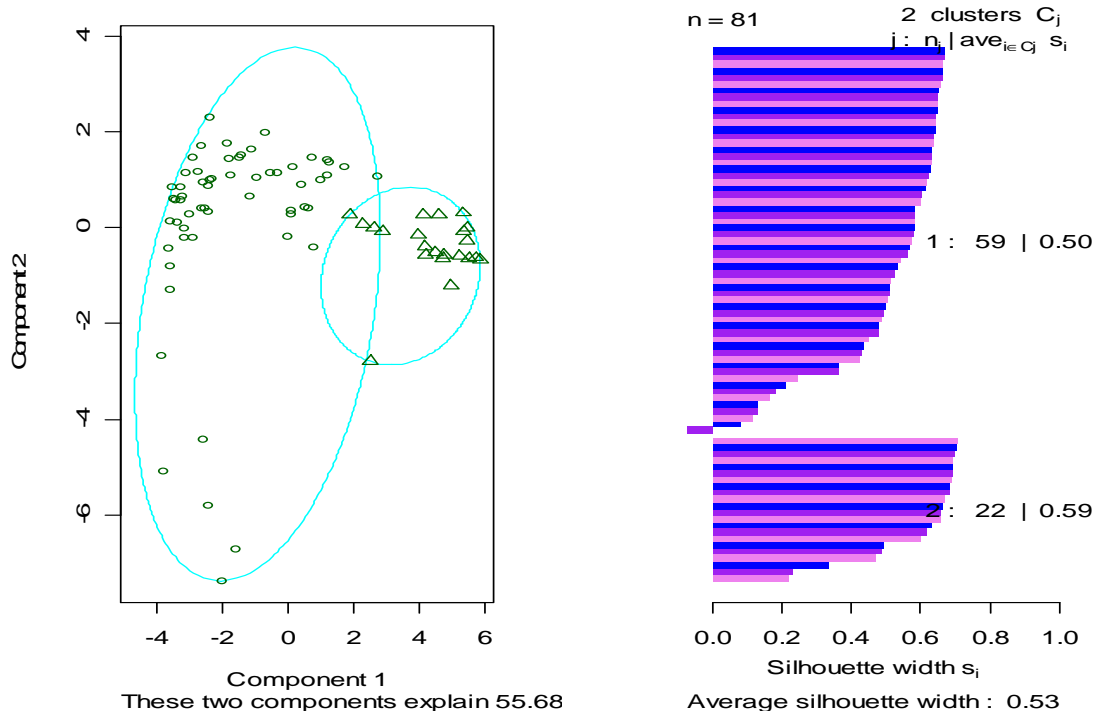 4
2
0
-2
-4
-6
Component 2
-4 -2 0 2 4 6
Component 1
These two components explain 55.68
n = 81
2 clusters Cj
j : nj | avei∈Cj si
1 : 59 | 0.50
2 : 22 | 0.59
0.0 0.2 0.4 0.6 0.8 1.0
Silhouette width si
Average silhouette width : 0.53